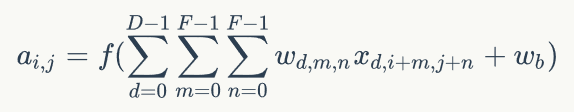 a_{i,j} = f(\sum_{d=0}^{D-1} \sum_{m=0}^{F-1} \sum_{n=0}^{F-1} w_{d,m,n} x_{d,i+m,j+n} + w_b)